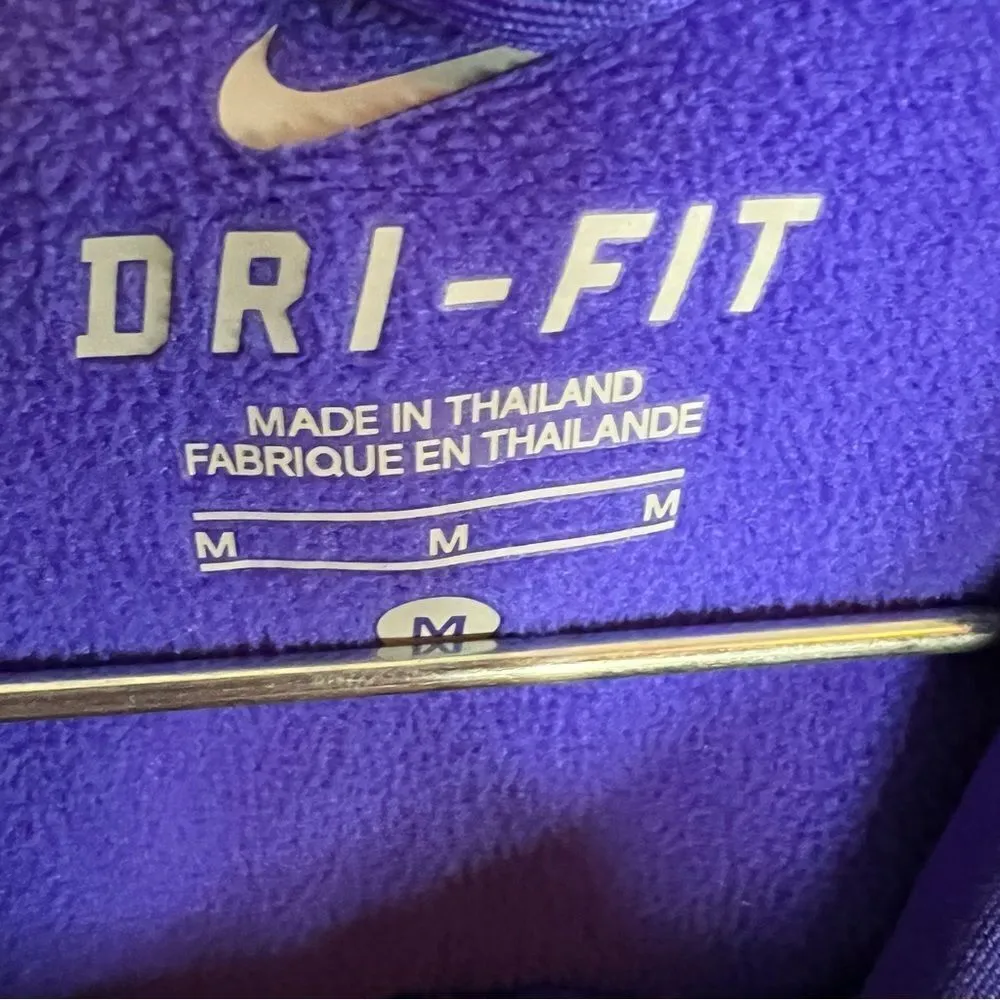 DRI-FIT
MADE IN THAILAND
FABRIQUE EN THAILANDE
M M M
M